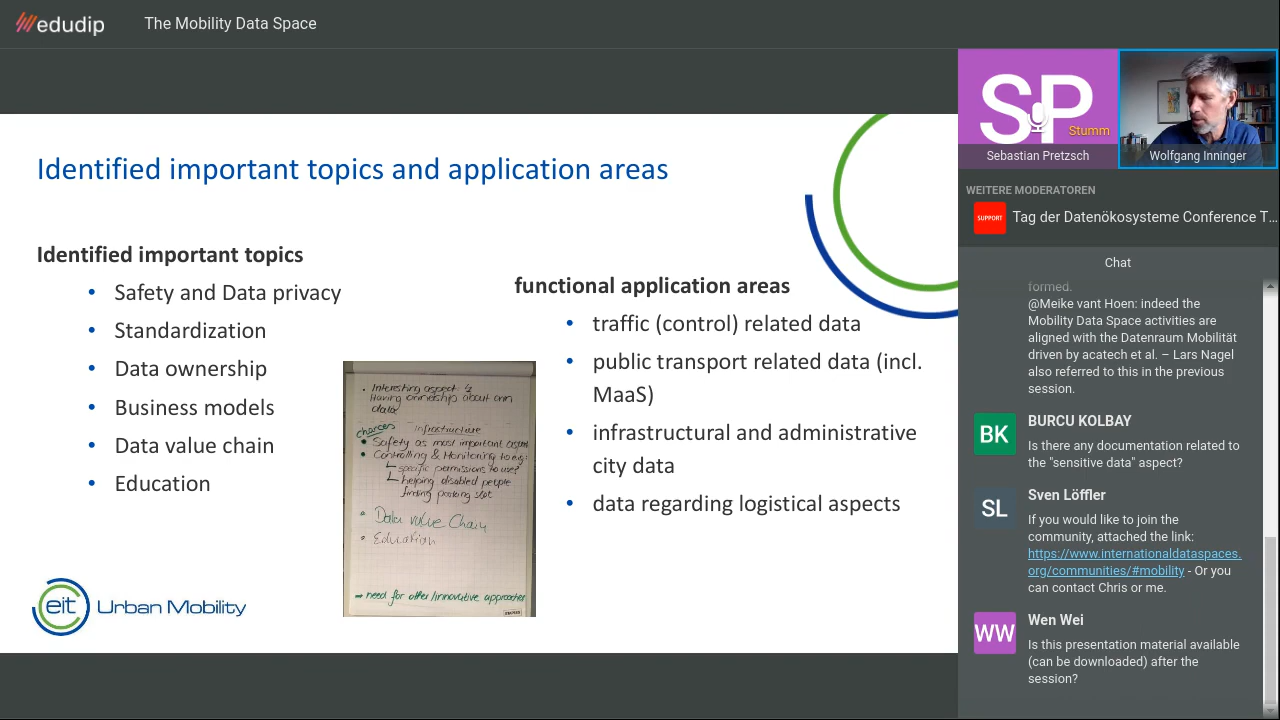 edudip
The Mobility Data Space
Identified important topics and application areas
Identified important topics
• Safety and Data privacy
• Standardization
• Data ownership
• Business models
• Data value chain
• Education
functional application areas
• traffic (control) related data
• public transport related data (incl.
MaaS)
• infrastructural and administrative
city data
• data regarding logistical aspects
• Interesting aspect
Having ownership about own
data
chances infrastructure
• Safety as most important aspect
• Controlling & Monitoring to e.g.:
specific permissions to use?
helping disabled people
finding parking slot
• Data value Chain
• Education
need for other/innovative approaches
eit Urban Mobility
SP
Stumm
Sebastian Pretzsch
Wolfgang Inninger
WEITERE MODERATOREN
SUPPORT
Tag der Datenökosysteme Conference T...
Chat
formed.
@Meike vant Hoen: indeed the
Mobility Data Space activities are
aligned with the Datenraum Mobilität
driven by acatech et al. – Lars Nagel
also referred to this in the previous
session.
BK
BURCU KOLBAY
Is there any documentation related to
the "sensitive data" aspect?
SL
Sven Löffler
If you would like to join the
community, attached the link:
https://www.internationaldataspaces.
org/communities/#mobility - Or you
can contact Chris or me.
WW
Wen Wei
Is this presentation material available
(can be downloaded) after the
session?